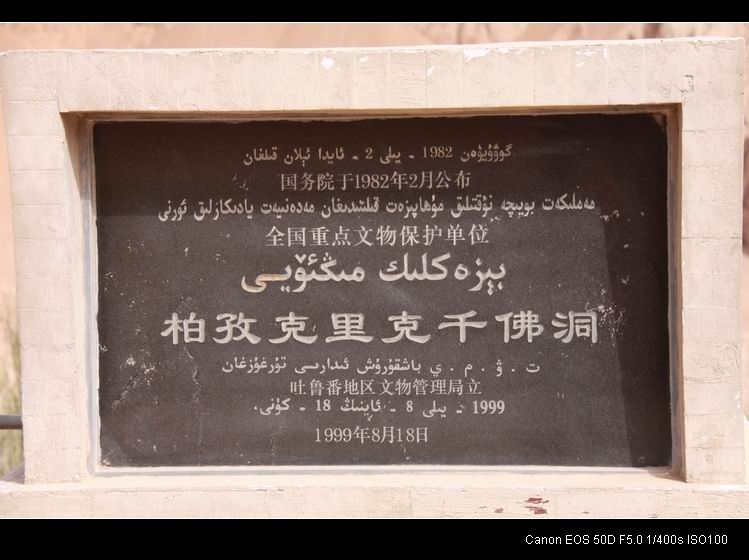 گوۋۇيۈەن 1982 - يىلى 2 - ئايدا ئېلان قىلغان
国务院于1982年2月公布
مەملىكەت بويىچە نۇقتىلىق مۇھاپىزەت قىلىنىدىغان مەدەنىيەت يادىكارلىق ئورنى
全国重点文物保护单位
بېزەكلىك مىڭئۆيى
柏孜克里克千佛洞
ت . ۋ . م . ي باشقۇرۇش ئىدارىسى تۇرغۇزغان
吐鲁番地区文物管理局立
1999 - يىلى 8 - ئاينىڭ 18 - كۈنى.
1999年8月18日
Canon EOS 50D F5.0 1/400s ISO100